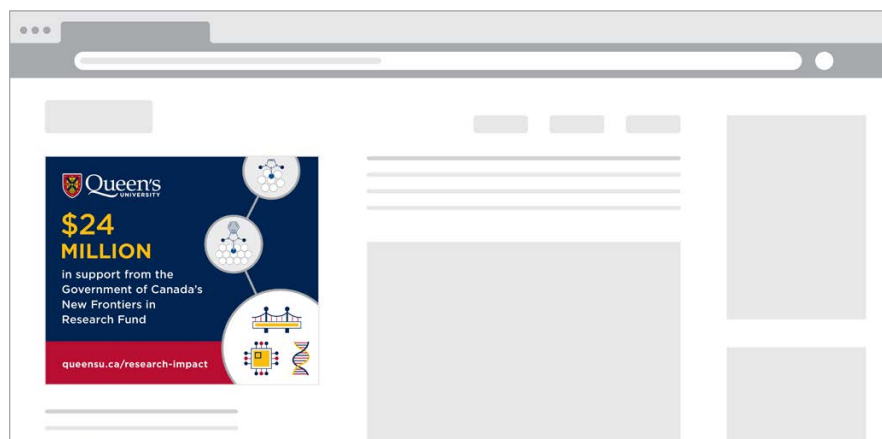 Queen's
UNIVERSITY
$24
MILLION
in support from the
Government of Canada's
New Frontiers in
Research Fund
queensu.ca/research-impact